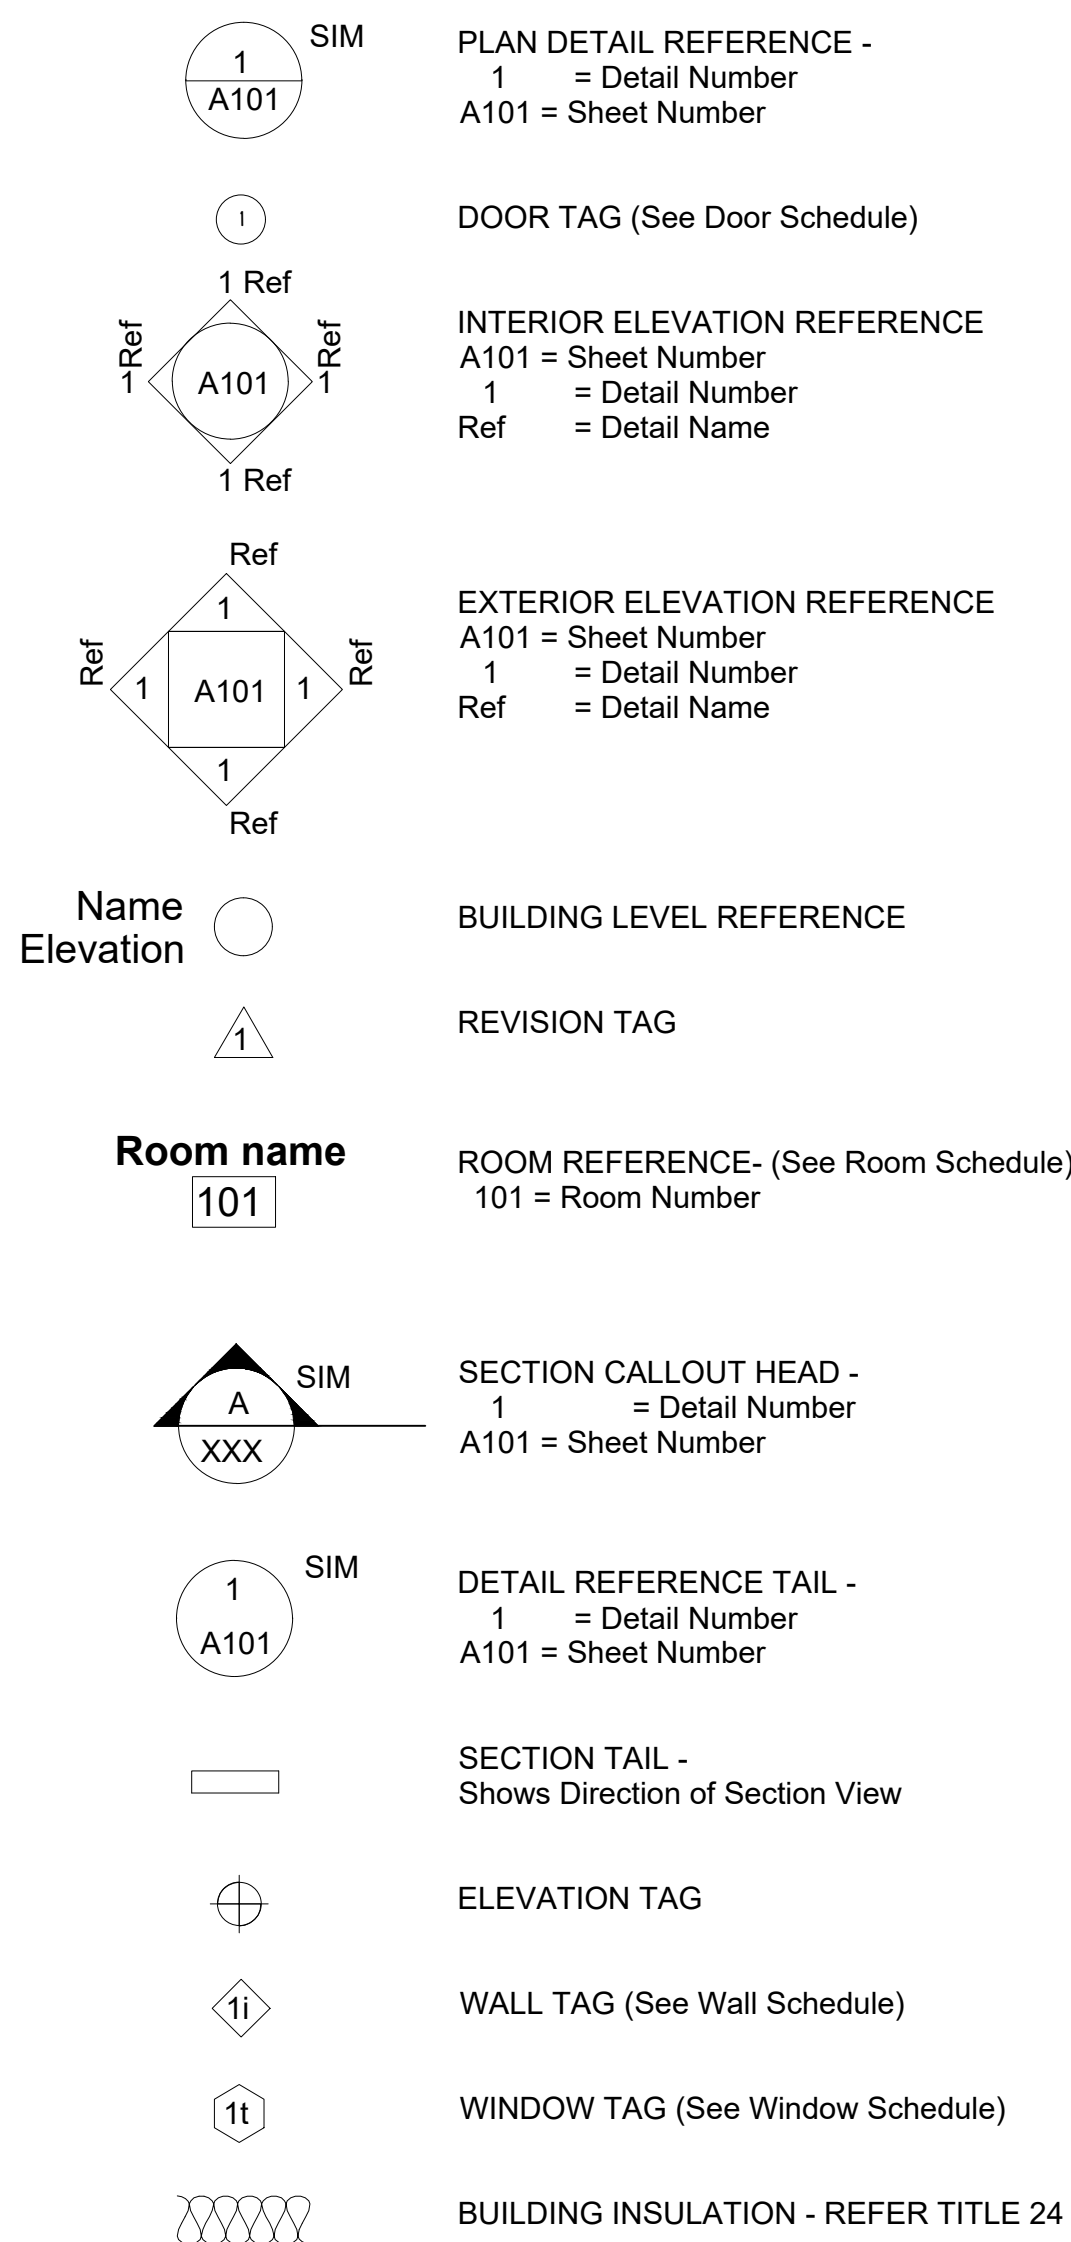 1
A101
SIM
PLAN DETAIL REFERENCE -
1 = Detail Number
A101 = Sheet Number
1
DOOR TAG (See Door Schedule)
1 Ref
1 Ref
A101
1 Ref
1 Ref
INTERIOR ELEVATION REFERENCE
A101 = Sheet Number
1 = Detail Number
Ref = Detail Name
Ref
1
Ref
1
A101
1
Ref
1
Ref
EXTERIOR ELEVATION REFERENCE
A101 = Sheet Number
1 = Detail Number
Ref = Detail Name
Name
Elevation
BUILDING LEVEL REFERENCE
1
REVISION TAG
Room name
101
ROOM REFERENCE- (See Room Schedule)
101 = Room Number
A
XXX
SIM
SECTION CALLOUT HEAD -
1 = Detail Number
A101 = Sheet Number
1
A101
SIM
DETAIL REFERENCE TAIL -
1 = Detail Number
A101 = Sheet Number
SECTION TAIL -
Shows Direction of Section View
ELEVATION TAG
1i
WALL TAG (See Wall Schedule)
1t
WINDOW TAG (See Window Schedule)
BUILDING INSULATION - REFER TITLE 24